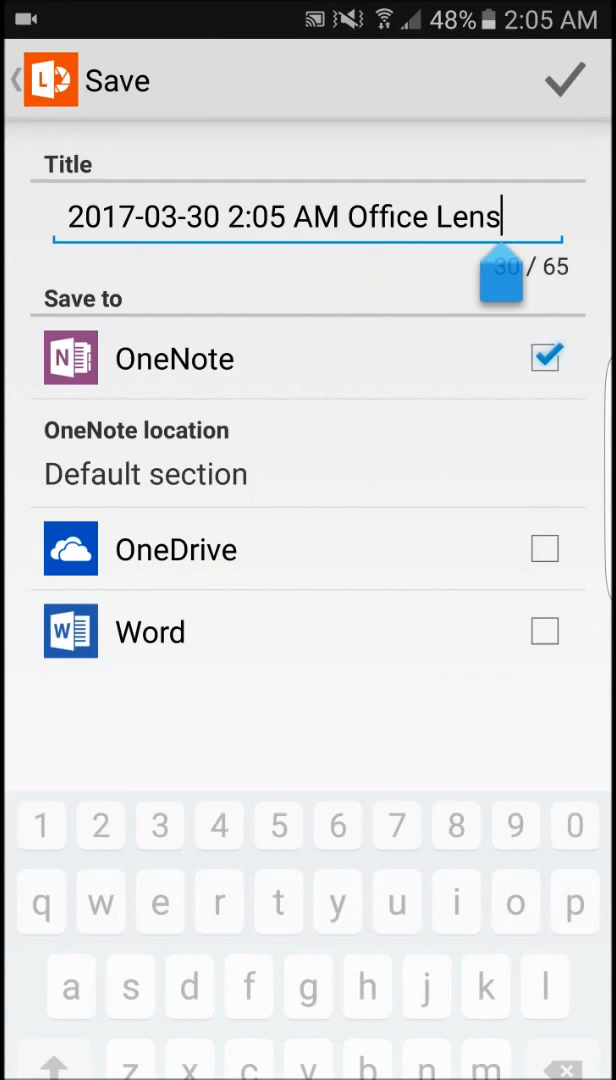 48% 2:05 AM
L Save
Title
2017-03-30 2:05 AM Office Lens
30 / 65
Save to
N OneNote
OneNote location
Default section
OneDrive
W Word
1 2 3 4 5 6 7 8 9 0
q w e r t y u i o p
a s d f g h j k l
z x c v b n m